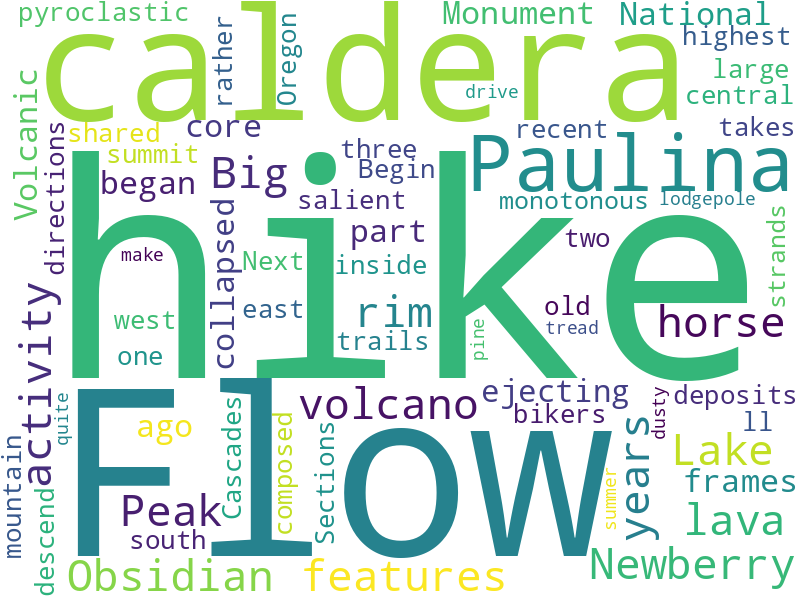 pyroclastic
caldera
rather
Oregon
Monument
National
highest
drive
large
central
Volcanic
directions
shared
core
summit
began
Big
three
Begin
recent
takes
Paulina
salient
monotonous
lodgepole
hike
make
collapsed
Next
part
inside
two
strands
activity
west
east
rim
old
tread
horse
one
trails
pine
quite
Flow
volcano
ejecting
bikers
dusty
deposits
ll
mountain
ago
Cascades
composed
Sections
years
Lake
frames
descend
Peak
south
summer
lava
Obsidian
features
Newberry